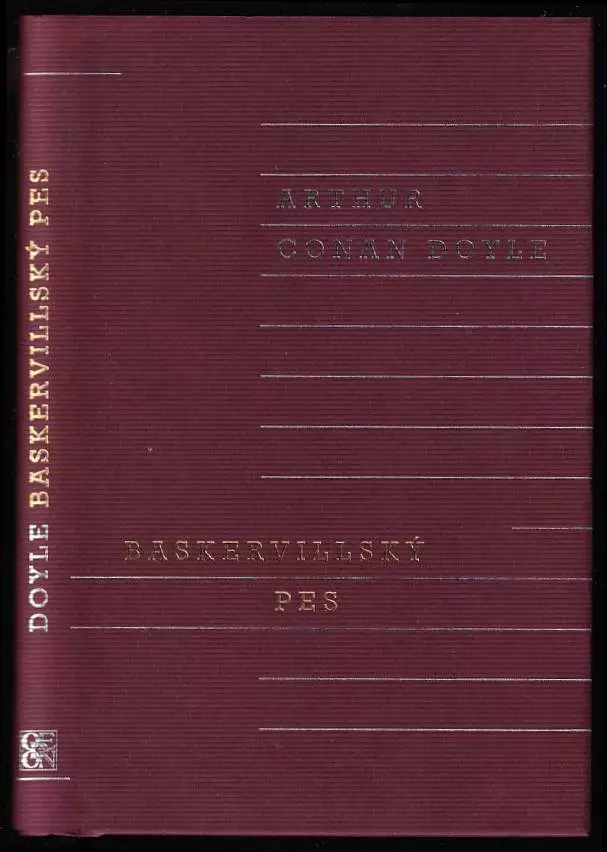 DOYLE BASKERVILLSKÝ PES
ARTHUR
CONAN DOYLE
BASKERVILLSKÝ
PES